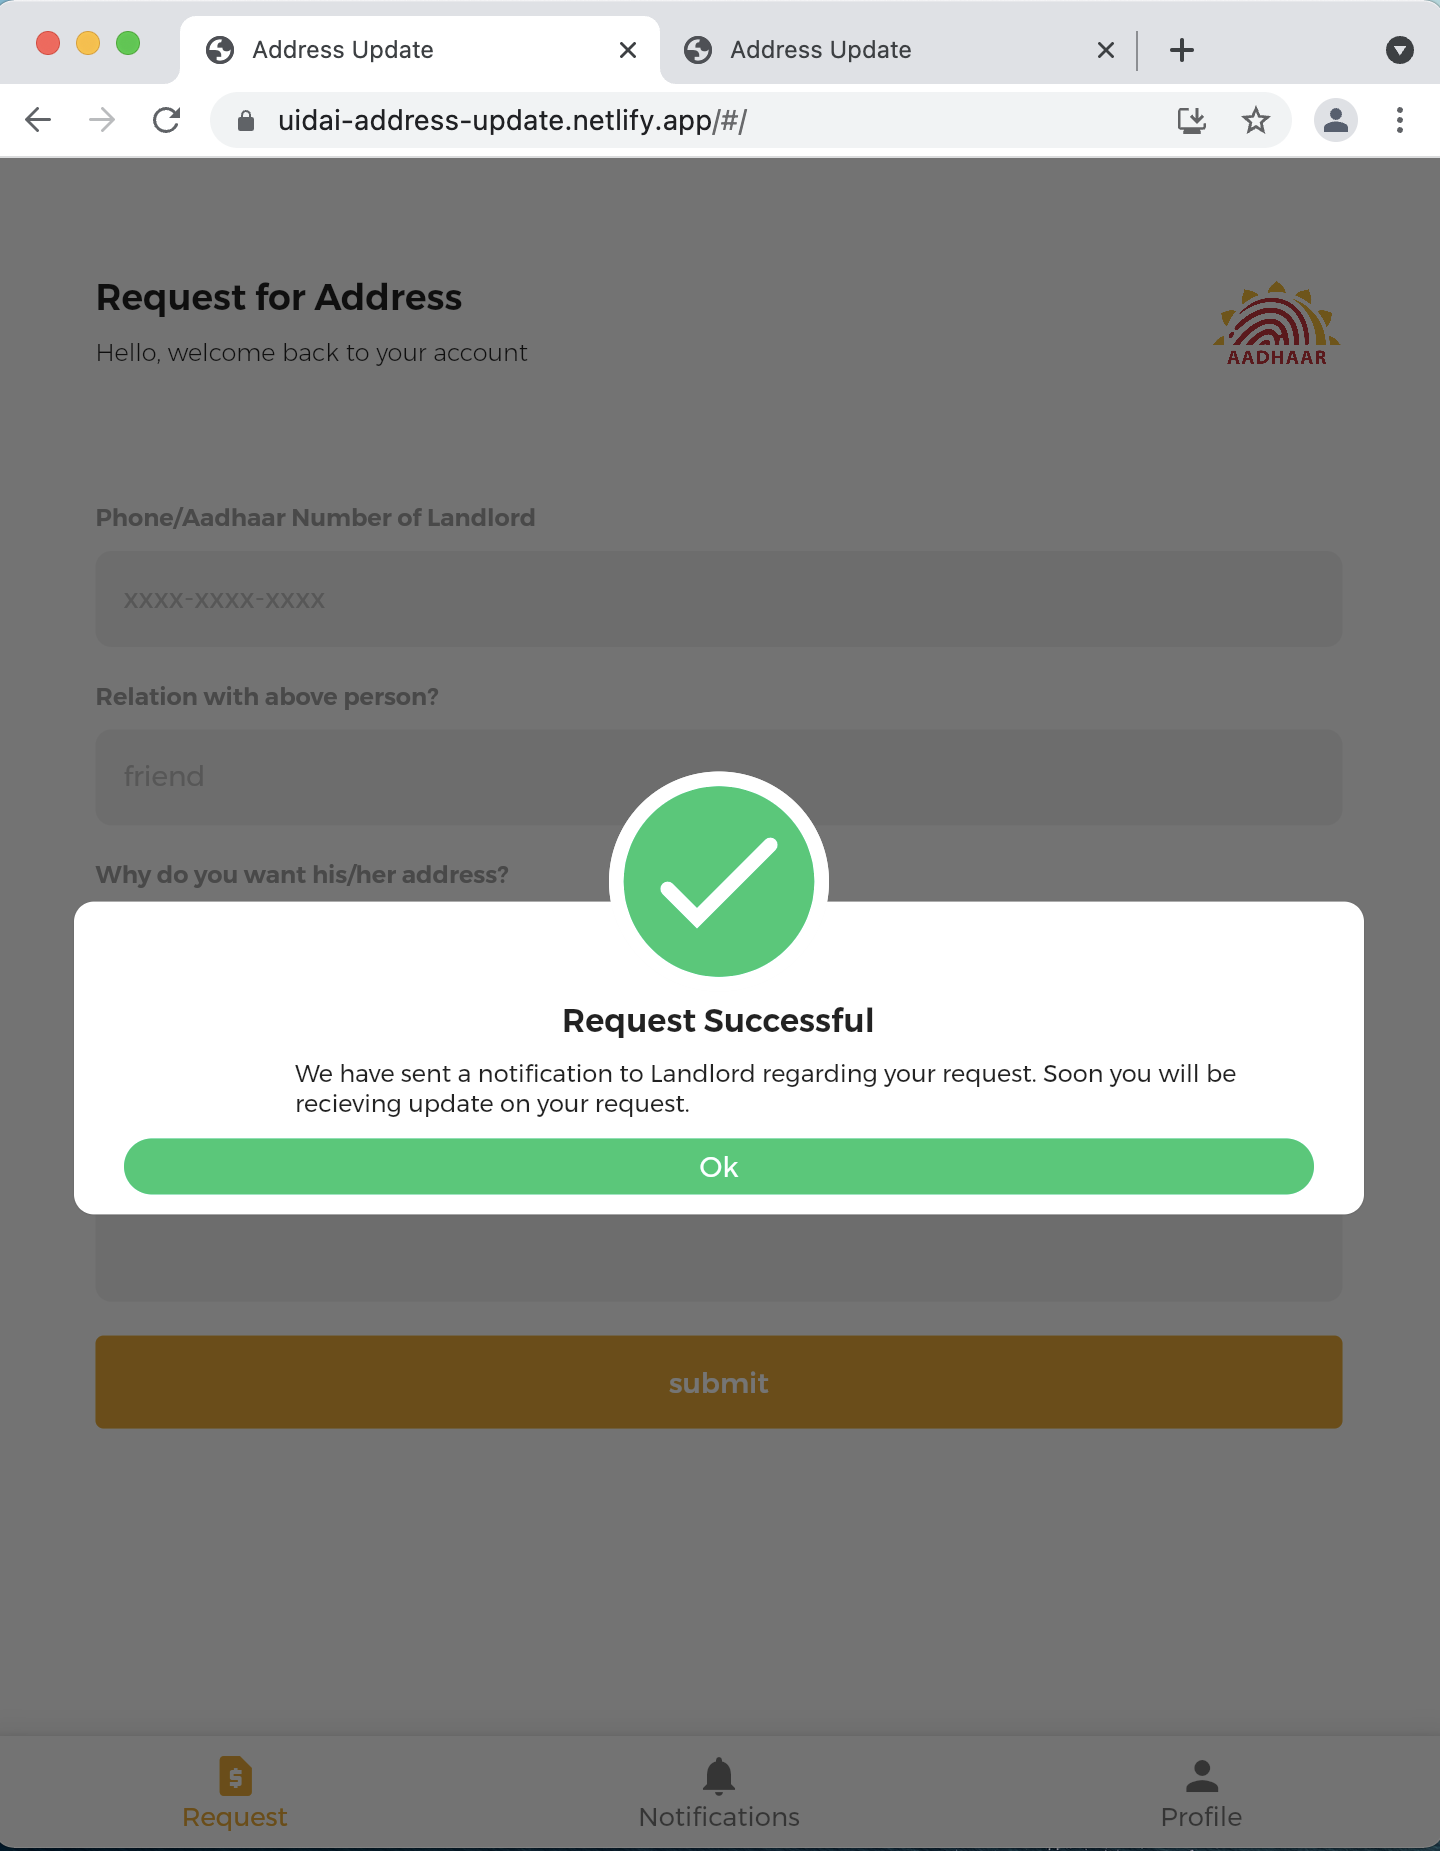 Address Update
Address Update
uidai-address-update.netlify.app/#/
Request for Address
Hello, welcome back to your account
AADHAAR
Phone/Aadhaar Number of Landlord
xxxx-xxxx-xxxx
Relation with above person?
friend
Why do you want his/her address?
Request Successful
We have sent a notification to Landlord regarding your request. Soon you will be
recieving update on your request.
Ok
submit
Request
Notifications
Profile